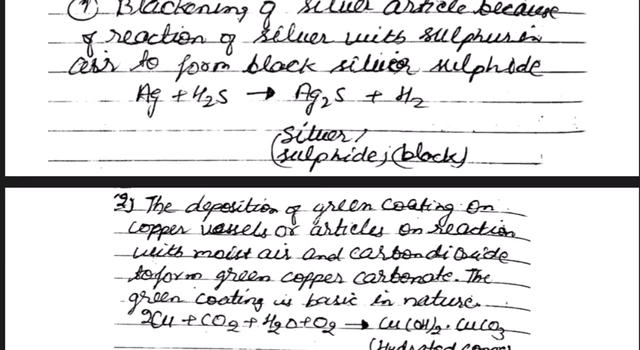 ① Blackening of silver article because
of reaction of silver with sulphur in
air to form black silver sulphide
Ag + H₂S → Ag₂S + H₂
(silver,
sulphide; (black)
2) The deposition of green coating on
copper vessels or articles on reaction
with moist air and carbondioxide
to form green copper carbonate. The
green coating is basic in nature.
2Cu + CO₂ + H₂O + O₂ → Cu(OH)₂·CuCO₃
(Hydrated copper